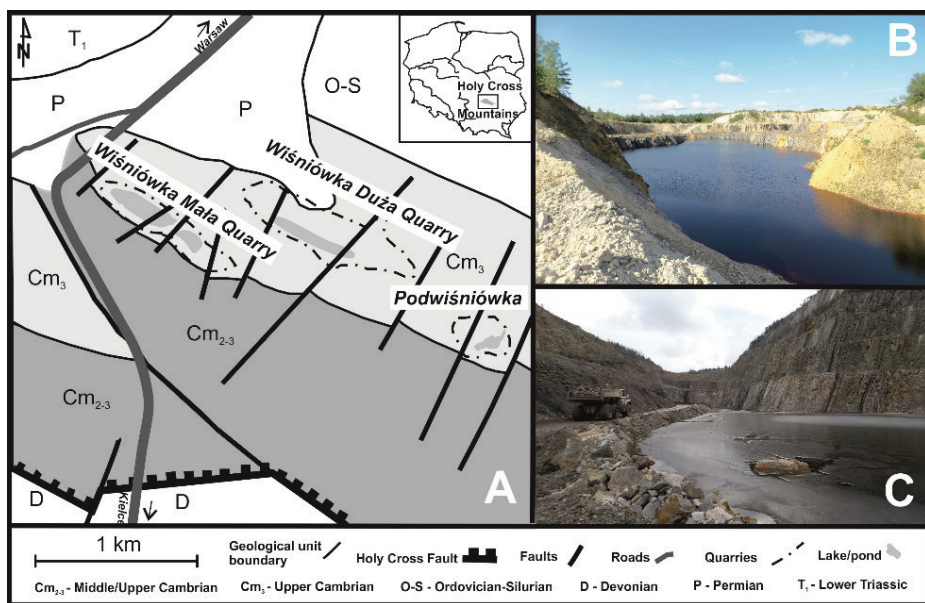 N
T₁
Warsaw
O-S
P
P
Holy Cross
Mountains
Wiśniówka Mała Quarry
Wiśniówka Duża Quarry
Cm₃
Cm₃
Podwiśniówka
Cm₂₋₃
Cm₂₋₃
D
D
Kielce
A
B
C
1 km
Geological unit
boundary
Holy Cross Fault
Faults
Roads
Quarries
Lake/pond
Cm₂₋₃ - Middle/Upper Cambrian
Cm₃ - Upper Cambrian
O-S - Ordovician-Silurian
D - Devonian
P - Permian
T₁ - Lower Triassic